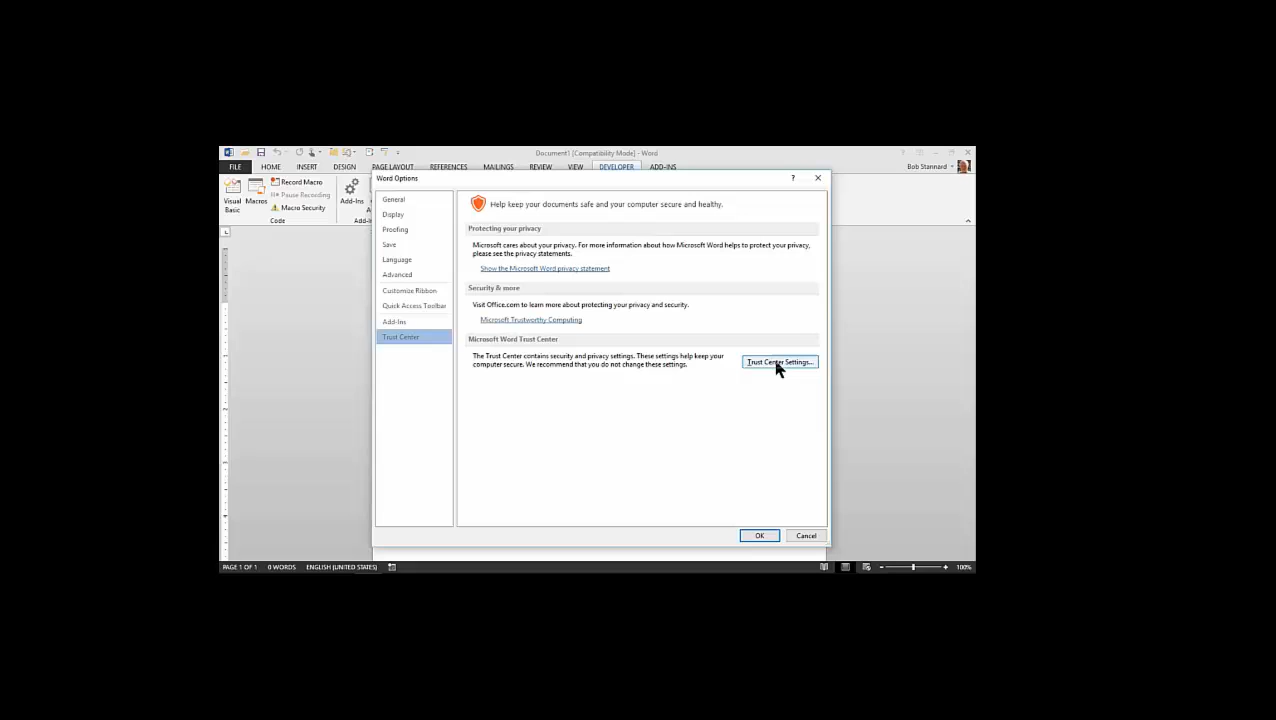 Document1 [Compatibility Mode] - Word
FILE HOME INSERT DESIGN PAGE LAYOUT REFERENCES MAILINGS REVIEW VIEW DEVELOPER ADD-INS Bob Stannard
Visual Basic
Macros
Record Macro
Pause Recording
Macro Security
Code
Add-Ins
Word Options
?
General
Display
Proofing
Save
Language
Advanced
Customize Ribbon
Quick Access Toolbar
Add-Ins
Trust Center
Help keep your documents safe and your computer secure and healthy.
Protecting your privacy
Microsoft cares about your privacy. For more information about how Microsoft Word helps to protect your privacy,
please see the privacy statements.
Show the Microsoft Word privacy statement
Security & more
Visit Office.com to learn more about protecting your privacy and security.
Microsoft Trustworthy Computing
Microsoft Word Trust Center
The Trust Center contains security and privacy settings. These settings help keep your
computer secure. We recommend that you do not change these settings.
Trust Center Settings...
OK Cancel
PAGE 1 OF 1 0 WORDS ENGLISH (UNITED STATES) 100%